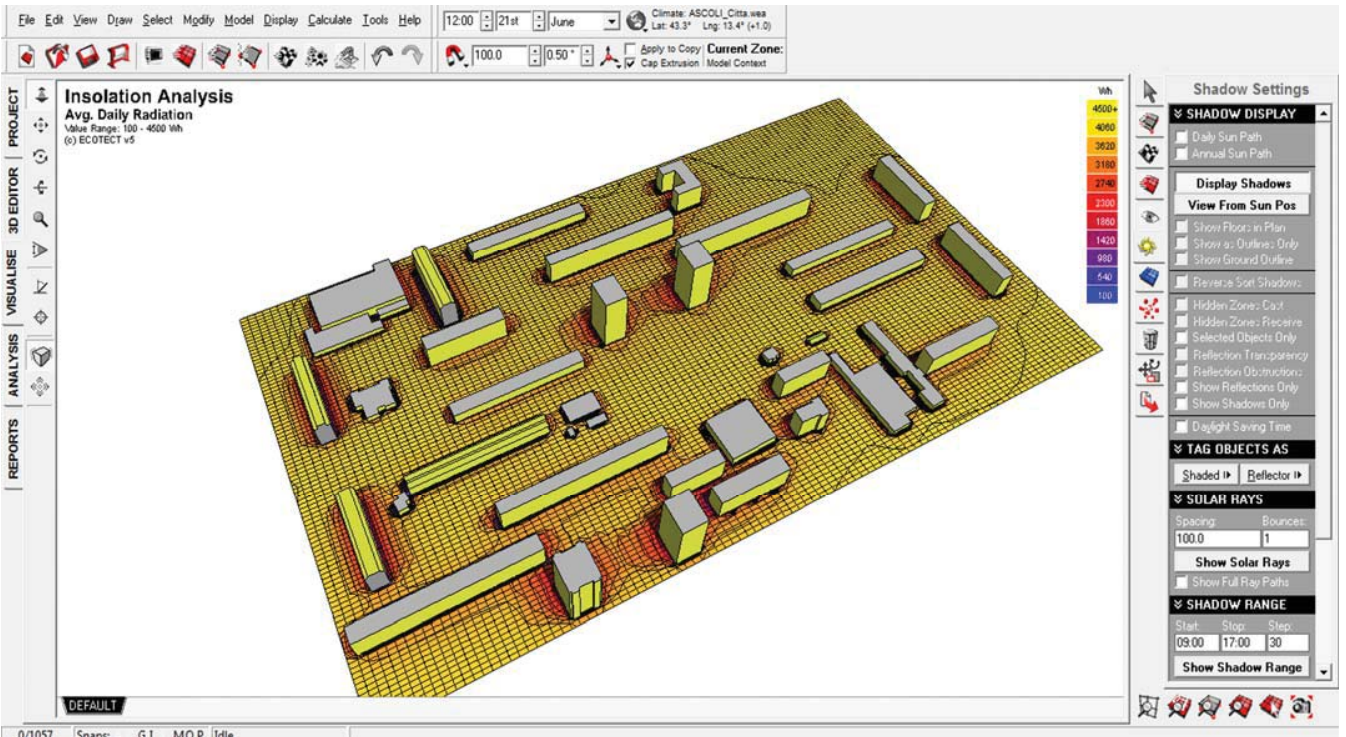 File Edit View Draw Select Modify Model Display Calculate Tools Help
12:00 21st June
Climate: ASCOLI_Citta.wea
Lat: 43.3° Lng: 13.4° (+1.0)
100.0 0.50 °
Apply to Copy
Cap Extrusion
Current Zone:
Model Context
PROJECT
3D EDITOR
VISUALISE
ANALYSIS
REPORTS
Insolation Analysis
Avg. Daily Radiation
Value Range: 100 - 4500 Wh
(c) ECOTECT v5
Wh
4500+
4060
3620
3180
2740
2300
1860
1420
980
540
100
DEFAULT
Shadow Settings
SHADOW DISPLAY
Daily Sun Path
Annual Sun Path
Display Shadows
View From Sun Pos
Show Floors in Plan
Show as Outlines Only
Show Ground Outline
Reverse Sort Shadows
Hidden Zones Cast
Hidden Zones Receive
Selected Objects Only
Reflection Transparency
Reflection Obstructions
Show Reflections Only
Show Shadows Only
Daylight Saving Time
TAG OBJECTS AS
Shaded Reflector
SOLAR RAYS
Spacing: Bounces:
100.0 1
Show Solar Rays
Show Full Ray Paths
SHADOW RANGE
Start: Stop: Step:
09:00 17:00 30
Show Shadow Range
0/1057 Snaps: G I M O P Idle